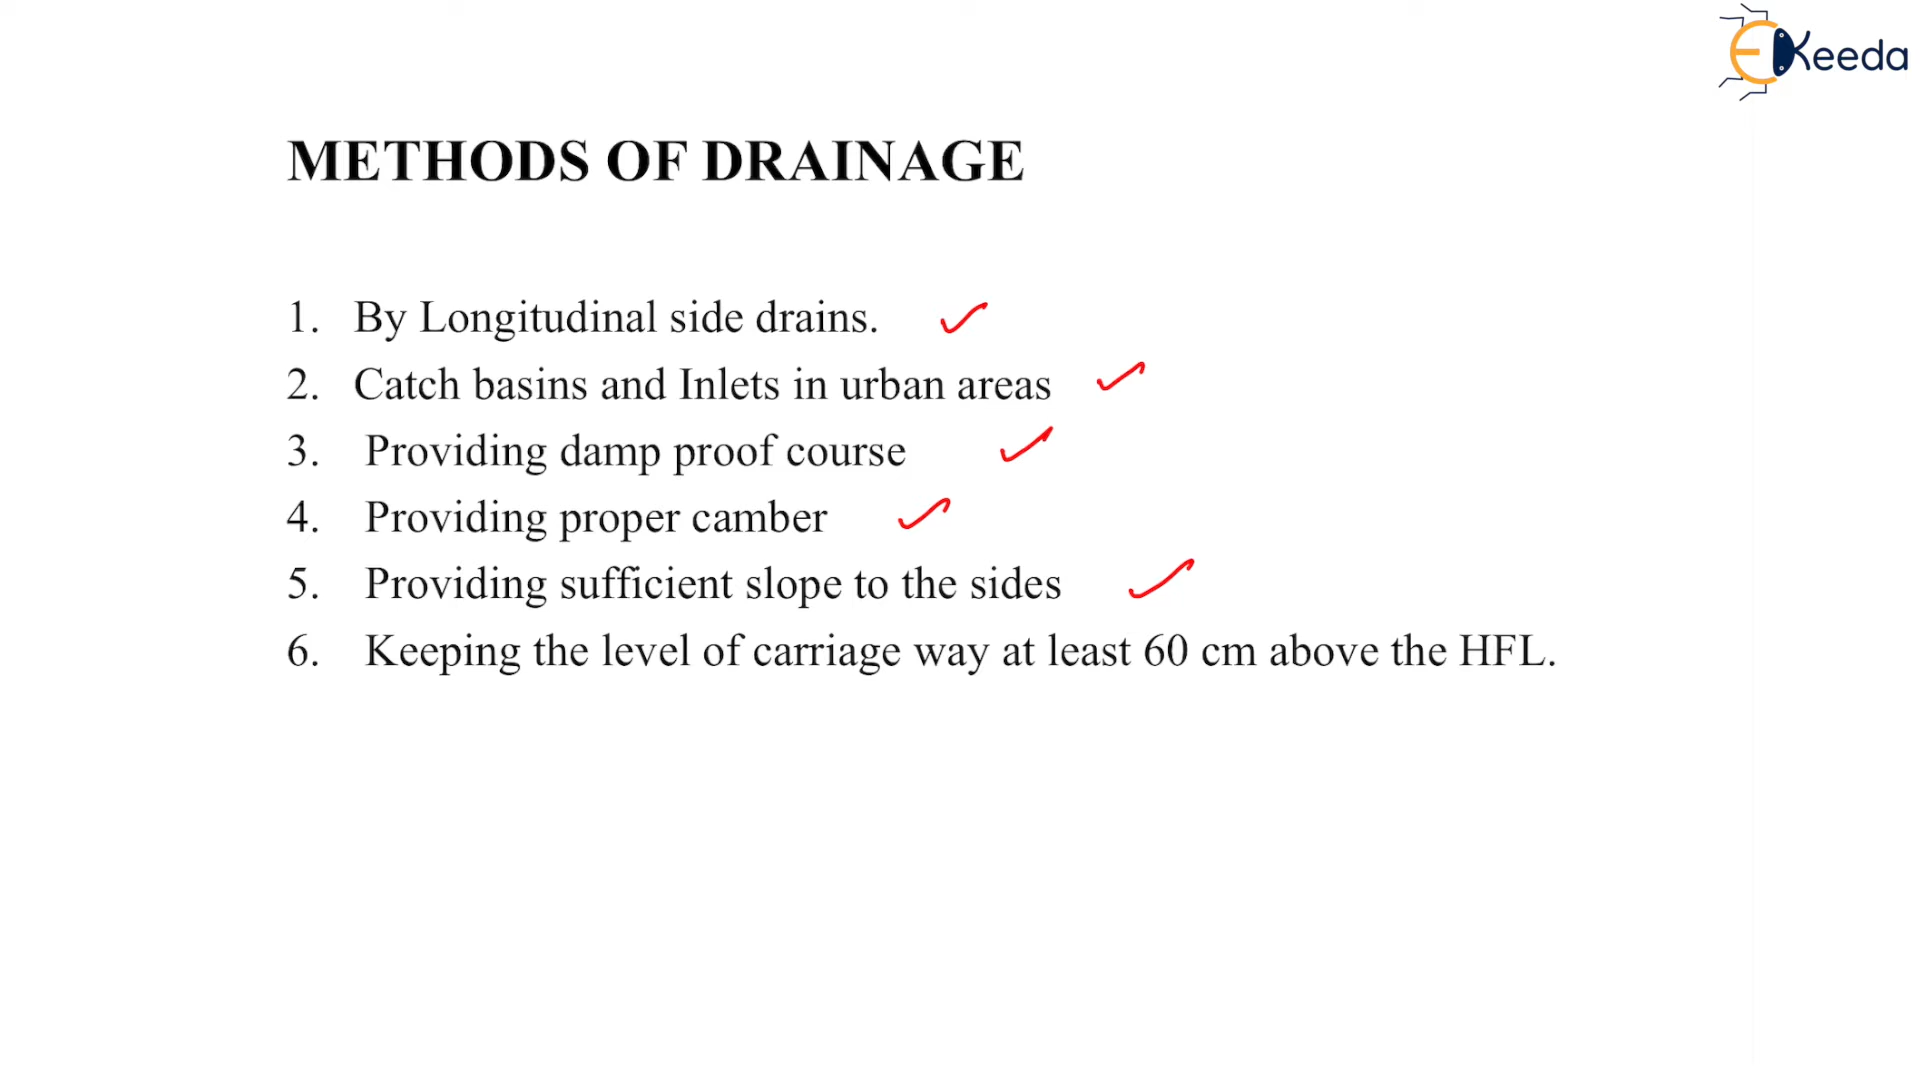 EKeeda
METHODS OF DRAINAGE
1. By Longitudinal side drains.
2. Catch basins and Inlets in urban areas
3. Providing damp proof course
4. Providing proper camber
5. Providing sufficient slope to the sides
6. Keeping the level of carriage way at least 60 cm above the HFL.